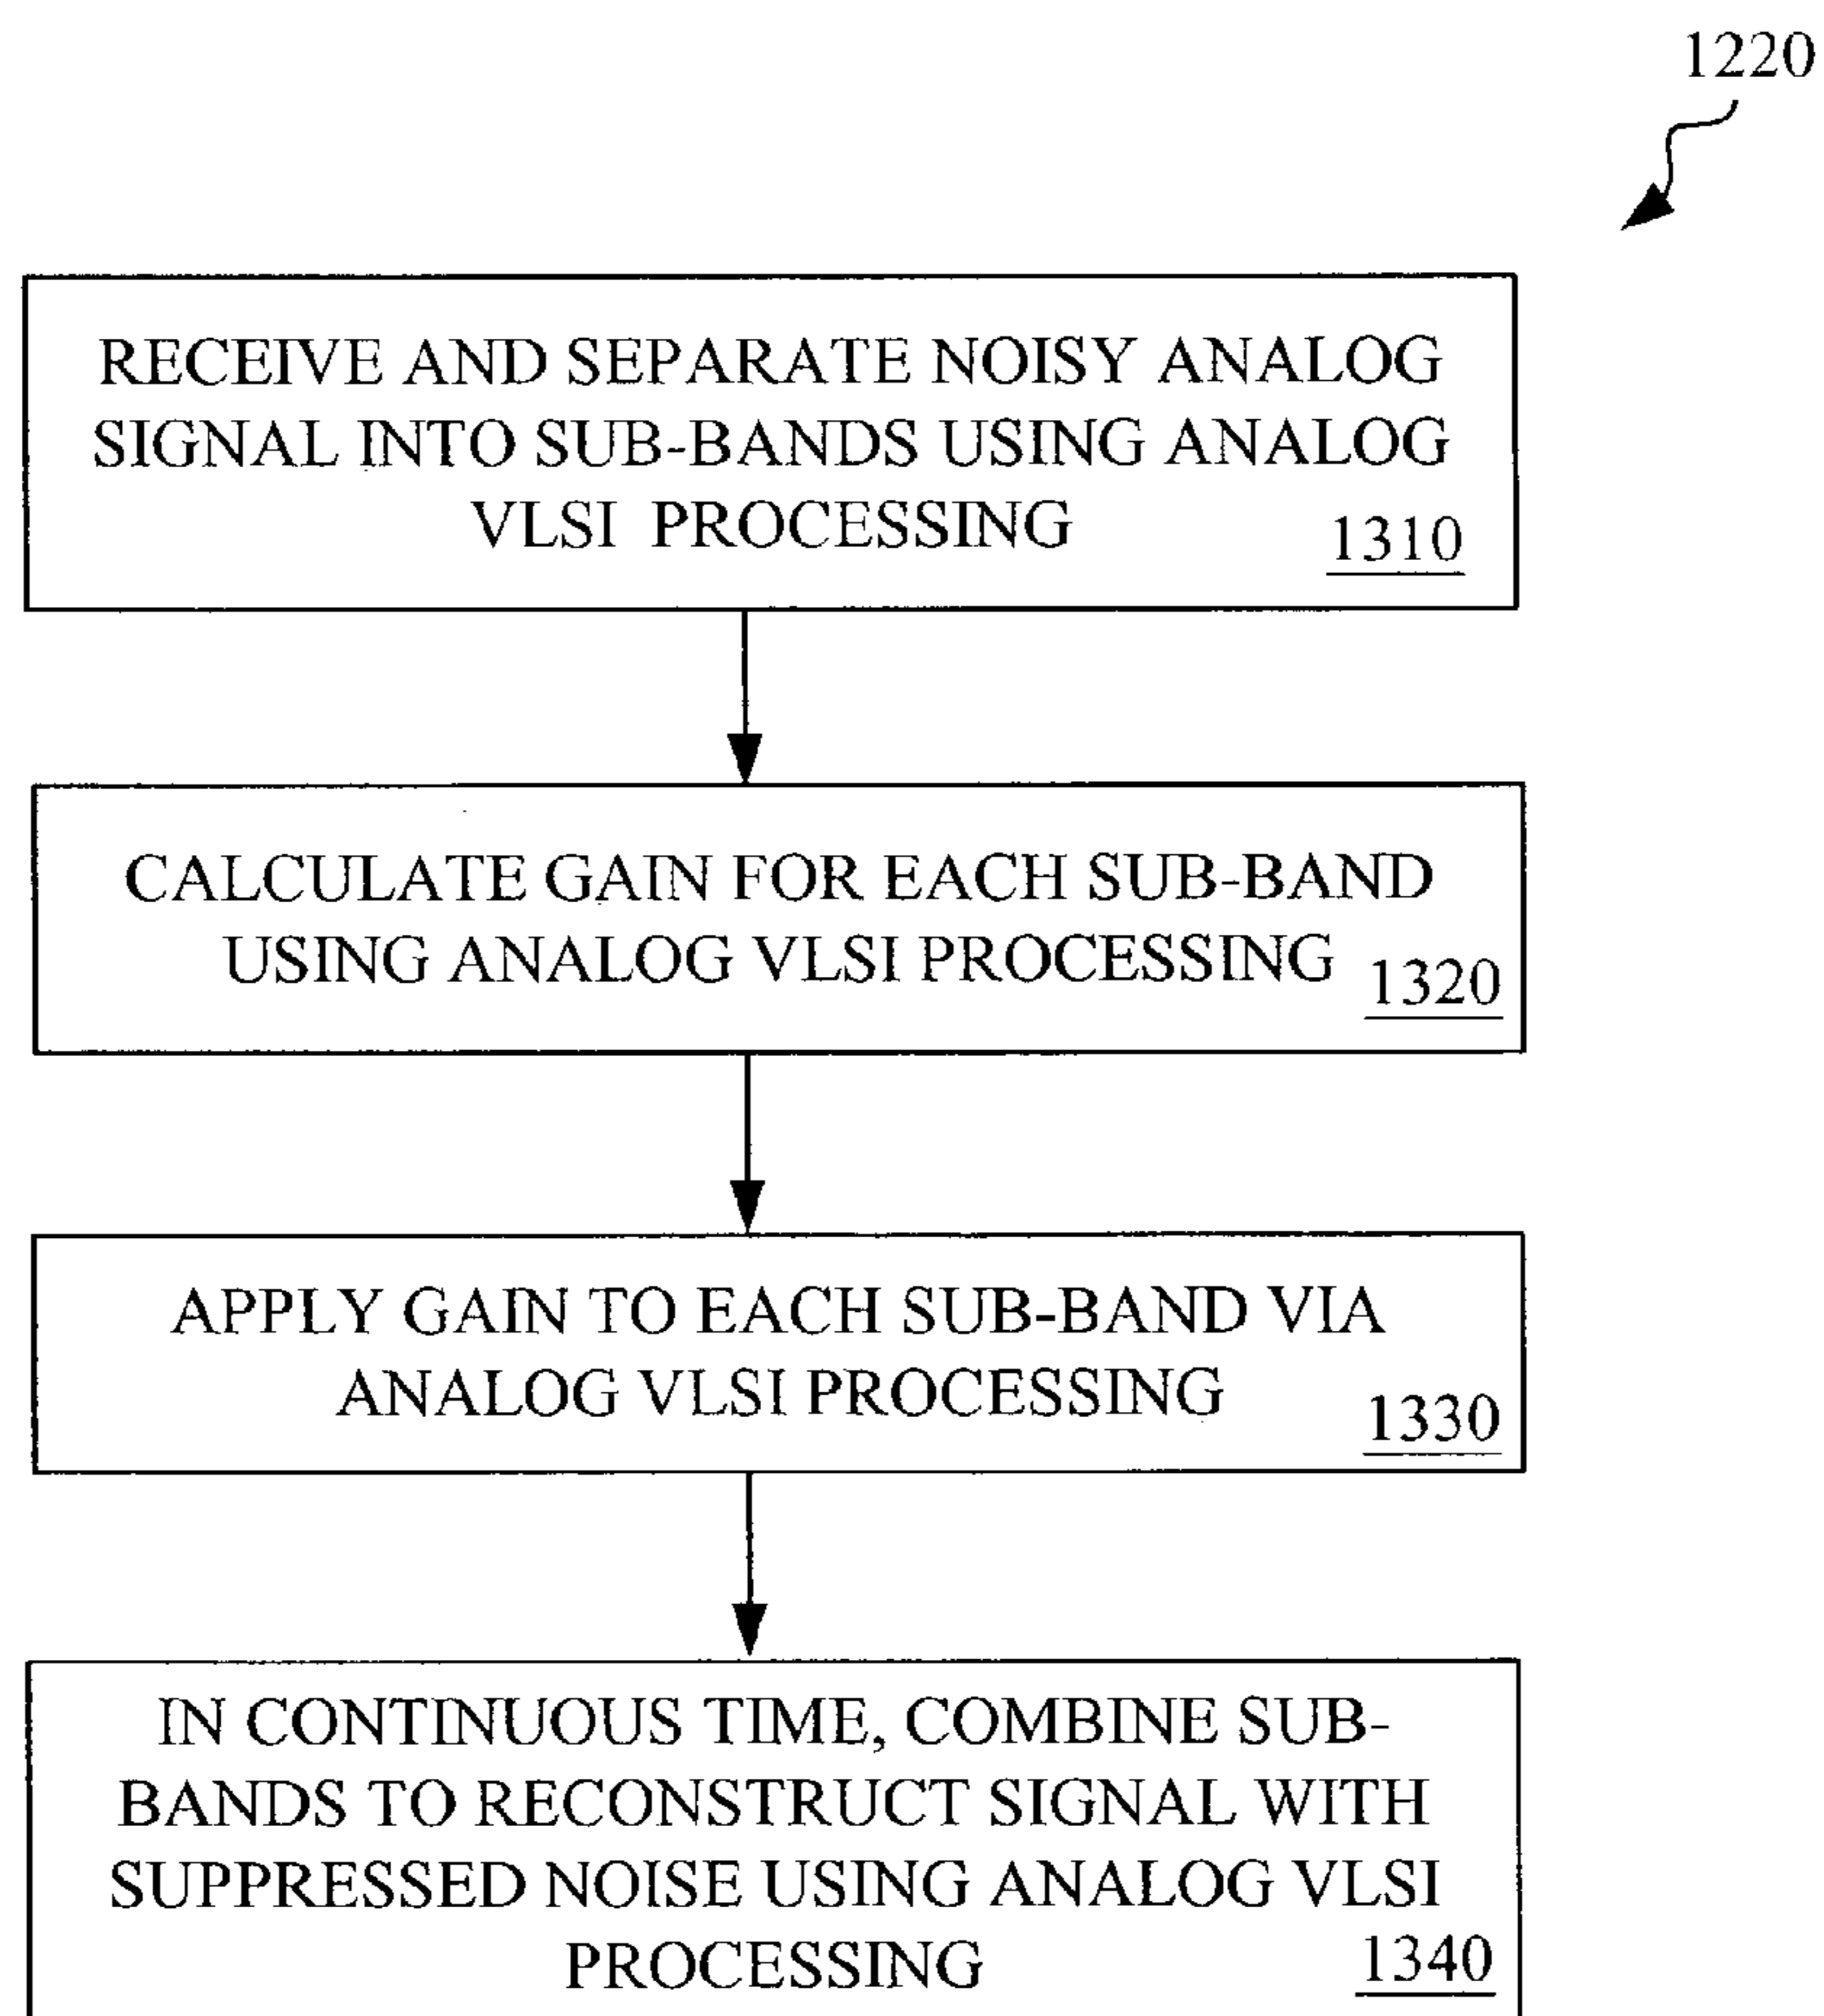 1220
RECEIVE AND SEPARATE NOISY ANALOG
SIGNAL INTO SUB-BANDS USING ANALOG
VLSI PROCESSING
1310
CALCULATE GAIN FOR EACH SUB-BAND
USING ANALOG VLSI PROCESSING
1320
APPLY GAIN TO EACH SUB-BAND VIA
ANALOG VLSI PROCESSING
1330
IN CONTINUOUS TIME, COMBINE SUB-
BANDS TO RECONSTRUCT SIGNAL WITH
SUPPRESSED NOISE USING ANALOG VLSI
PROCESSING
1340